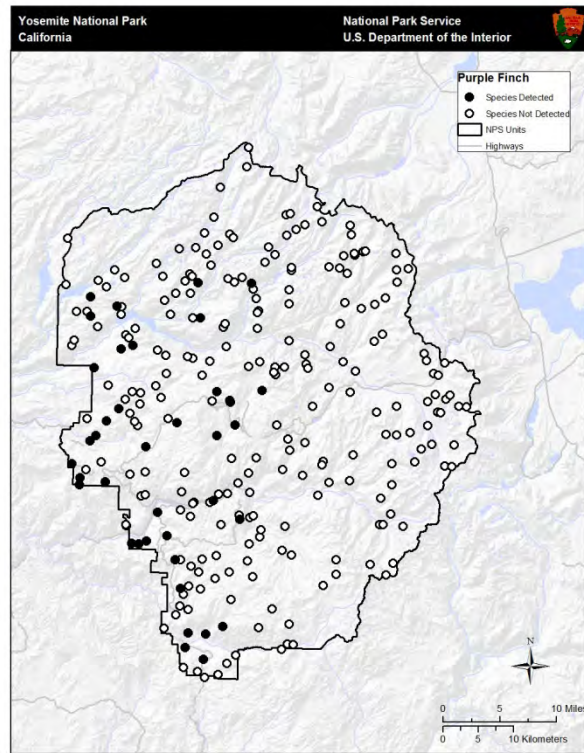 Yosemite National Park
California
National Park Service
U.S. Department of the Interior
Purple Finch
Species Detected
Species Not Detected
NPS Units
Highways
N
0 5 10 Miles
0 5 10 Kilometers